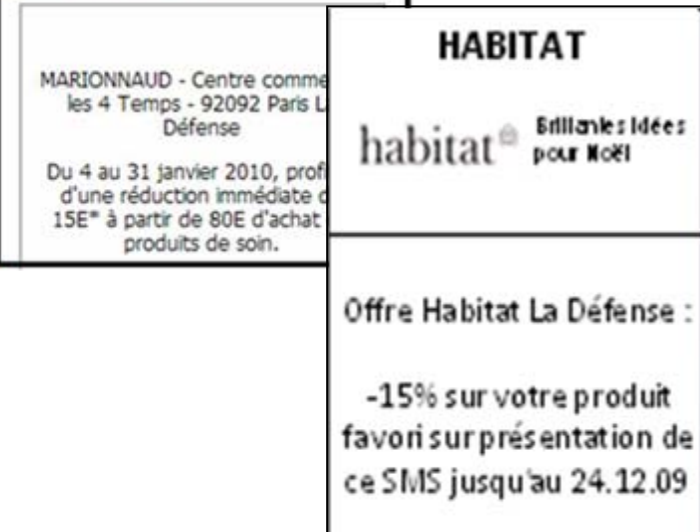 MARIONNAUD - Centre comme
les 4 Temps - 92092 Paris L
Défense
Du 4 au 31 janvier 2010, prof
d'une réduction immédiate d
15E* à partir de 80E d'achat
produits de soin.
HABITAT
habitat
Brillantes Idées
pour Noël
Offre Habitat La Défense :
-15% sur votre produit
favori sur présentation de
ce SMS jusqu'au 24.12.09